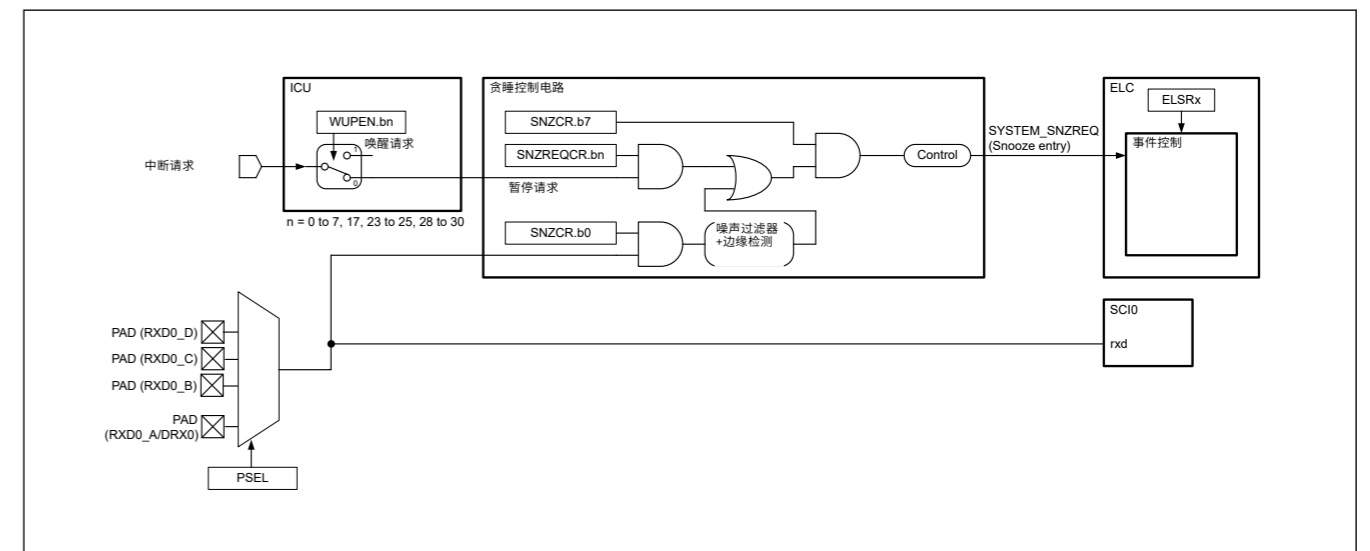 ICU
WUPEN.bn
唤醒请求
1
0
中断请求
n = 0 to 7, 17, 23 to 25, 28 to 30
贪睡控制电路
SNZCR.b7
SNZREQCR.bn
暂停请求
SNZCR.b0
噪声过滤器
+边缘检测
Control
SYSTEM_SNZREQ
(Snooze entry)
ELC
ELSRx
事件控制
SCI0
rxd
PAD (RXD0_D)
PAD (RXD0_C)
PAD (RXD0_B)
PAD
(RXD0_A/DRX0)
PSEL